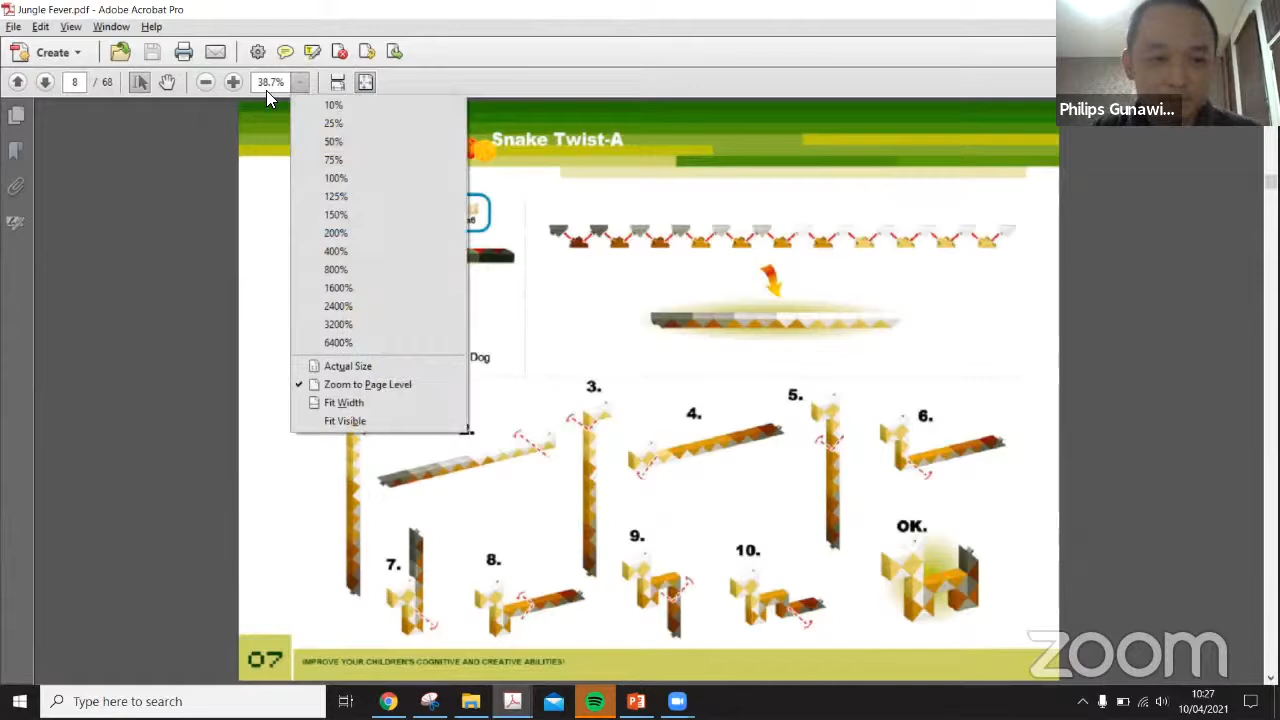 Jungle Fever.pdf - Adobe Acrobat Pro
File Edit View Window Help
Create
8 / 68
38.7%
10%
25%
50%
75%
100%
125%
150%
200%
400%
800%
1600%
2400%
3200%
6400%
Actual Size
Zoom to Page Level
Fit Width
Fit Visible
Philips Gunawi...
Snake Twist-A
Dog
3.
4.
5.
6.
7.
8.
9.
10.
OK.
07
IMPROVE YOUR CHILDREN'S COGNITIVE AND CREATIVE ABILITIES!
zoom
Type here to search
10:27
10/04/2021